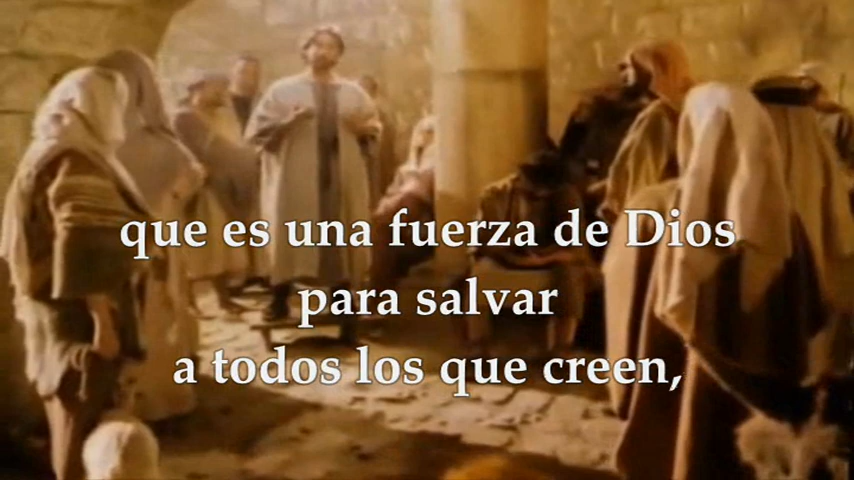 que es una fuerza de Dios
para salvar
a todos los que creen,